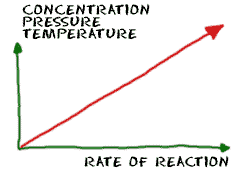 CONCENTRATION
PRESSURE
TEMPERATURE
RATE OF REACTION